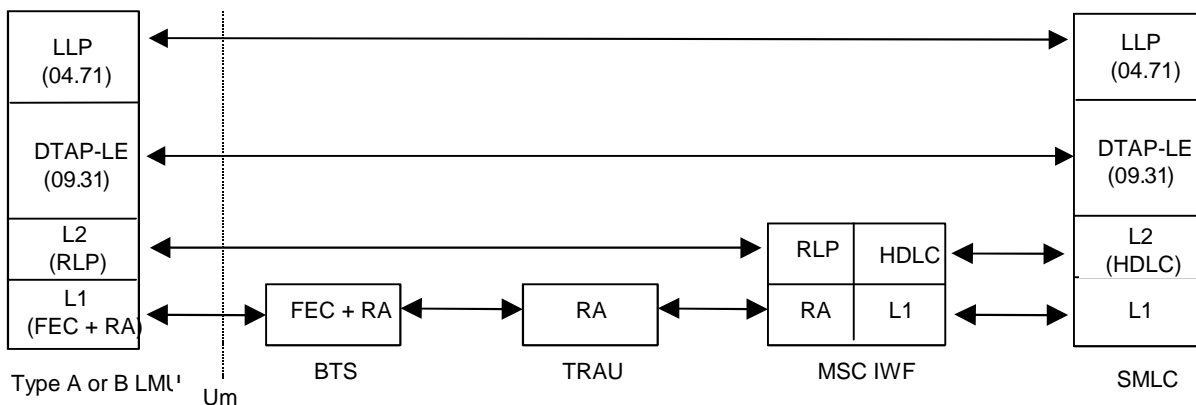 LLP
(04.71)
LLP
(04.71)
DTAP-LE
(09.31)
DTAP-LE
(09.31)
L2
(RLP)
RLP
HDLC
L2
(HDLC)
L1
(FEC + RA)
FEC + RA
RA
RA
L1
L1
Type A or B LMU
Um
BTS
TRAU
MSC IWF
SMLC